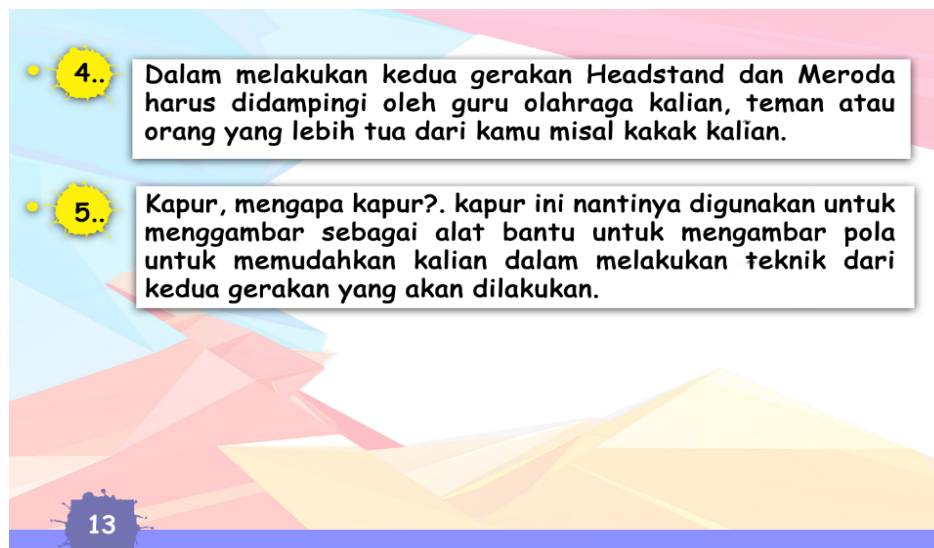 4..
Dalam melakukan kedua gerakan Headstand dan Meroda
harus didampingi oleh guru olahraga kalian, teman atau
orang yang lebih tua dari kamu misal kakak kalian.
5..
Kapur, mengapa kapur?. kapur ini nantinya digunakan untuk
menggambar sebagai alat bantu untuk mengambar pola
untuk memudahkan kalian dalam melakukan teknik dari
kedua gerakan yang akan dilakukan.
13